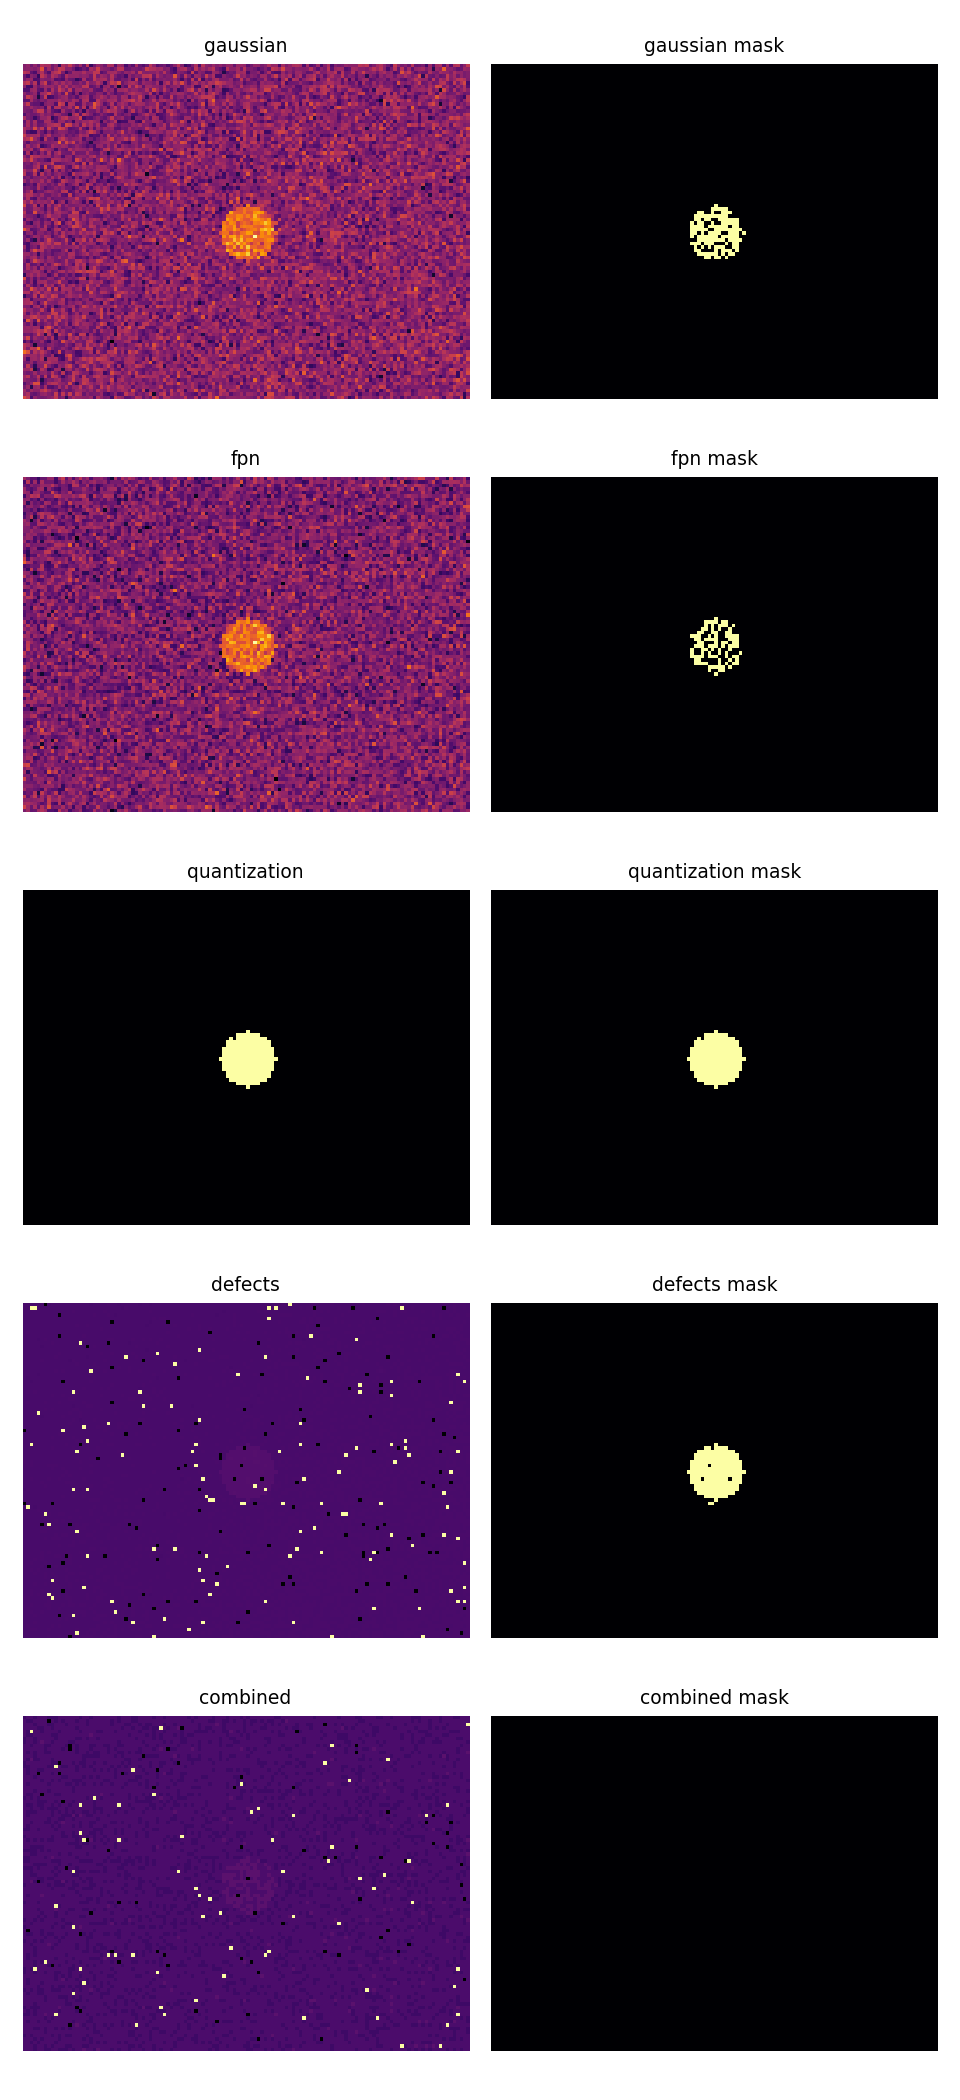 gaussian
gaussian mask
fpn
fpn mask
quantization
quantization mask
defects
defects mask
combined
combined mask